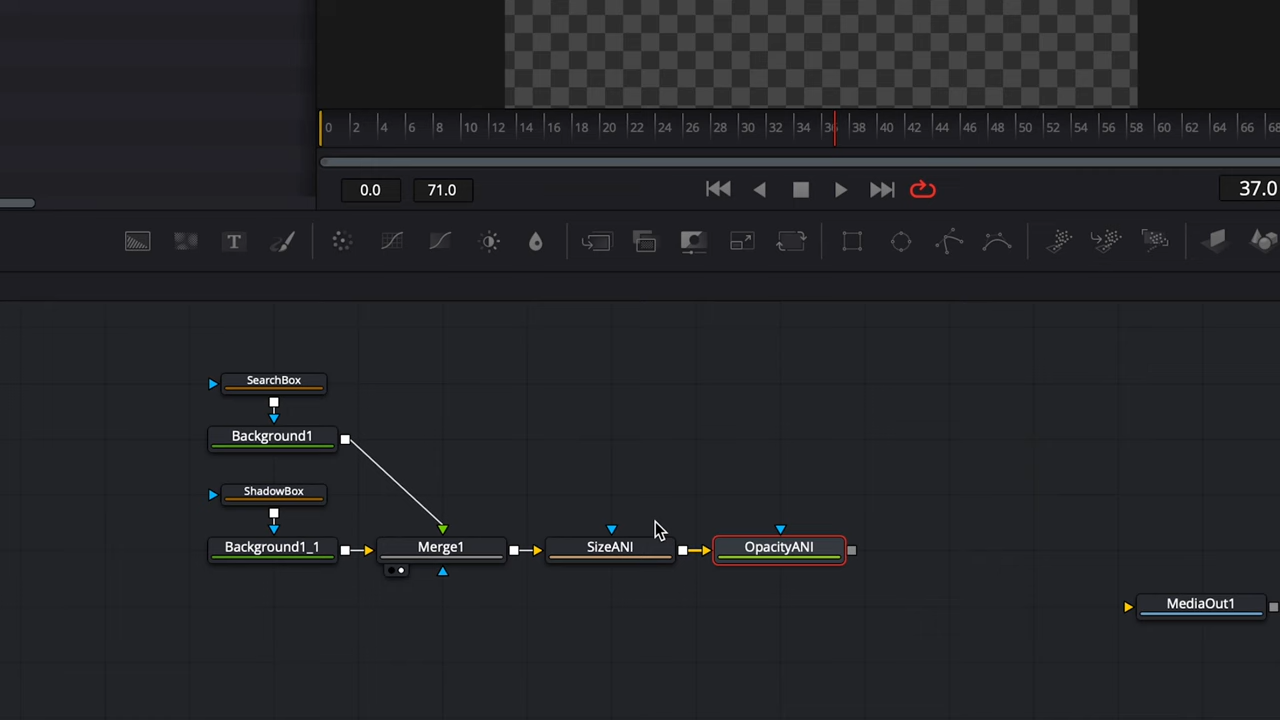 0 2 4 6 8 10 12 14 16 18 20 22 24 26 28 30 32 34 36 38 40 42 44 46 48 50 52 54 56 58 60 62 64 66 68
0.0 71.0 37.0
T
SearchBox
Background1
ShadowBox
Background1_1 Merge1 SizeANI OpacityANI
MediaOut1